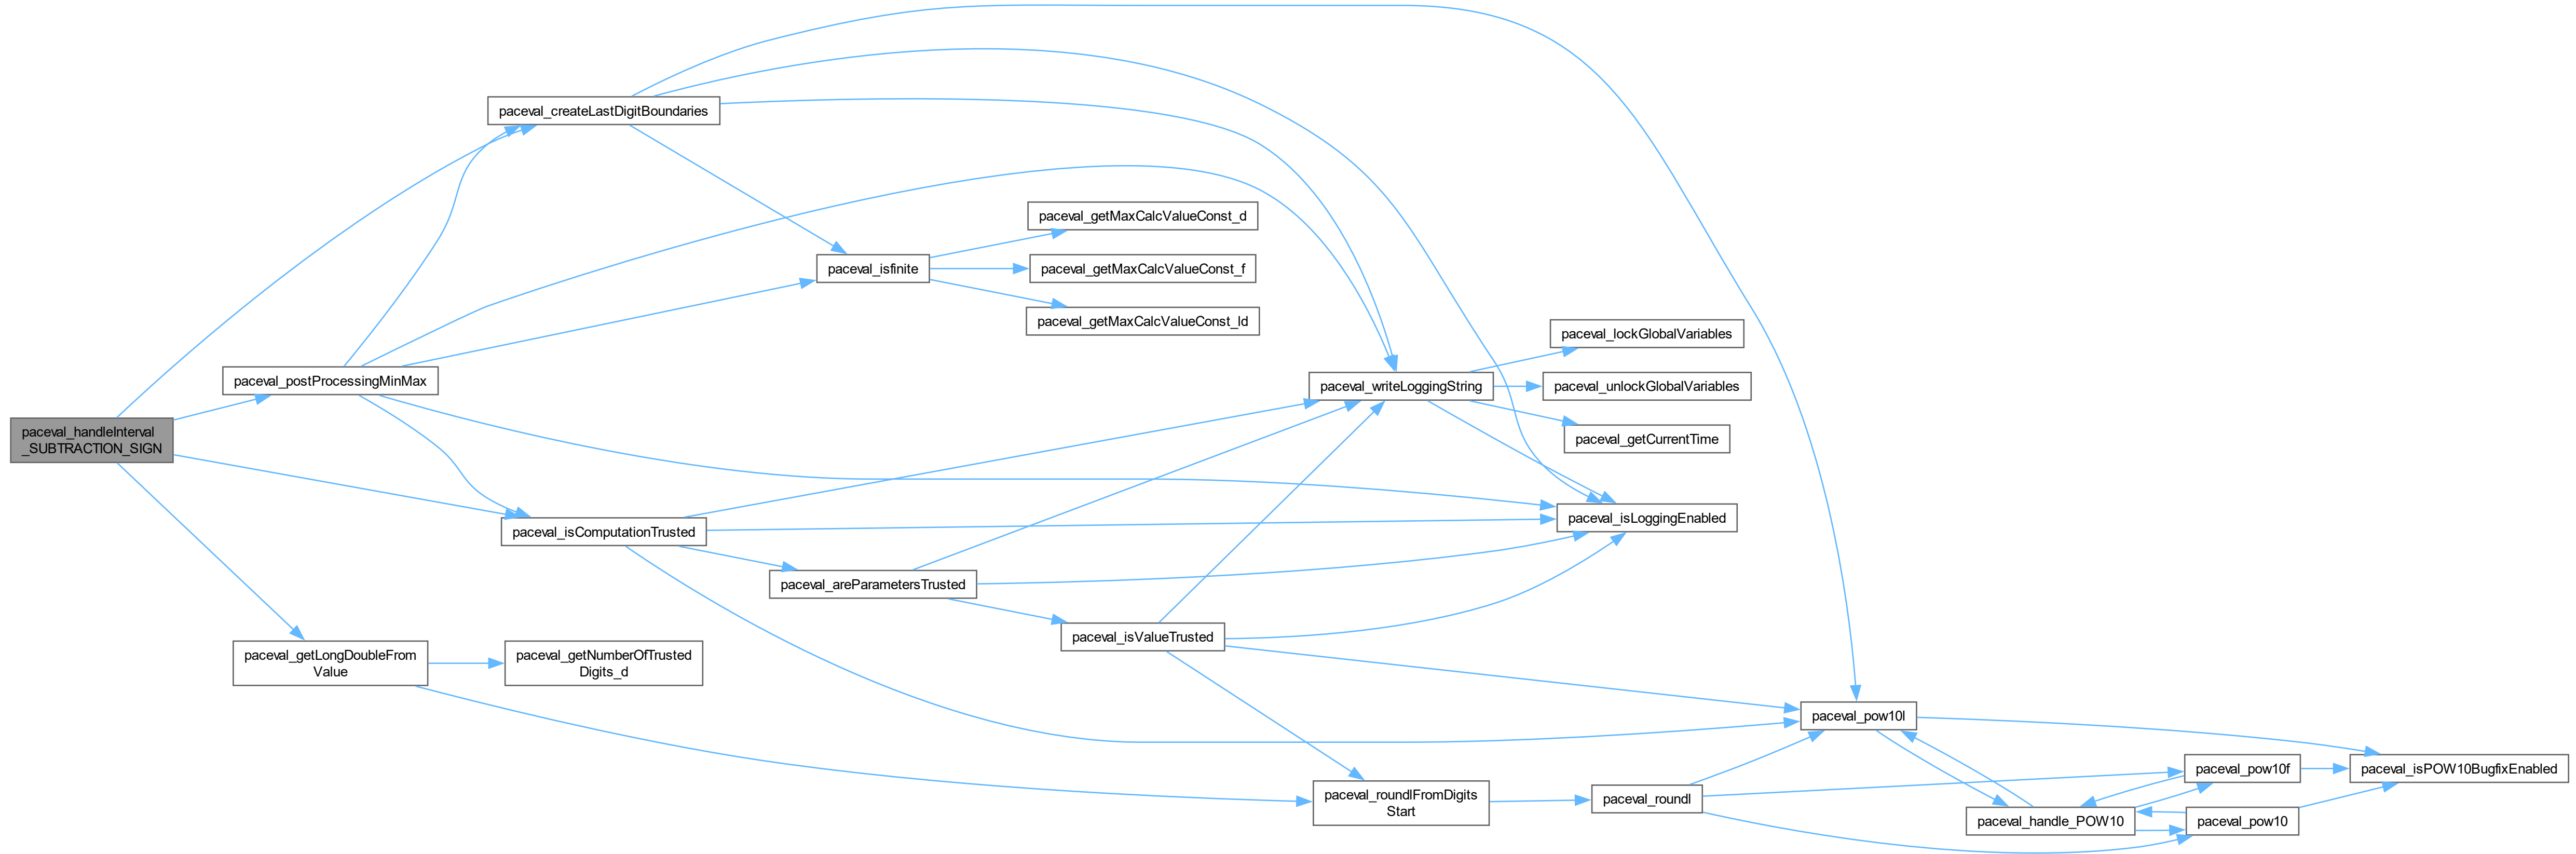 paceval_createLastDigitBoundaries
paceval_getMaxCalcValueConst_d
paceval_isfinite
paceval_getMaxCalcValueConst_f
paceval_getMaxCalcValueConst_ld
paceval_lockGlobalVariables
paceval_postProcessingMinMax
paceval_writeLoggingString
paceval_unlockGlobalVariables
paceval_handleInterval
_SUBTRACTION_SIGN
paceval_getCurrentTime
paceval_isComputationTrusted
paceval_isLoggingEnabled
paceval_areParametersTrusted
paceval_isValueTrusted
paceval_getLongDoubleFrom
Value
paceval_getNumberOfTrusted
Digits_d
paceval_pow10l
paceval_pow10f
paceval_isPOW10BugfixEnabled
paceval_roundlFromDigits
Start
paceval_roundl
paceval_handle_POW10
paceval_pow10